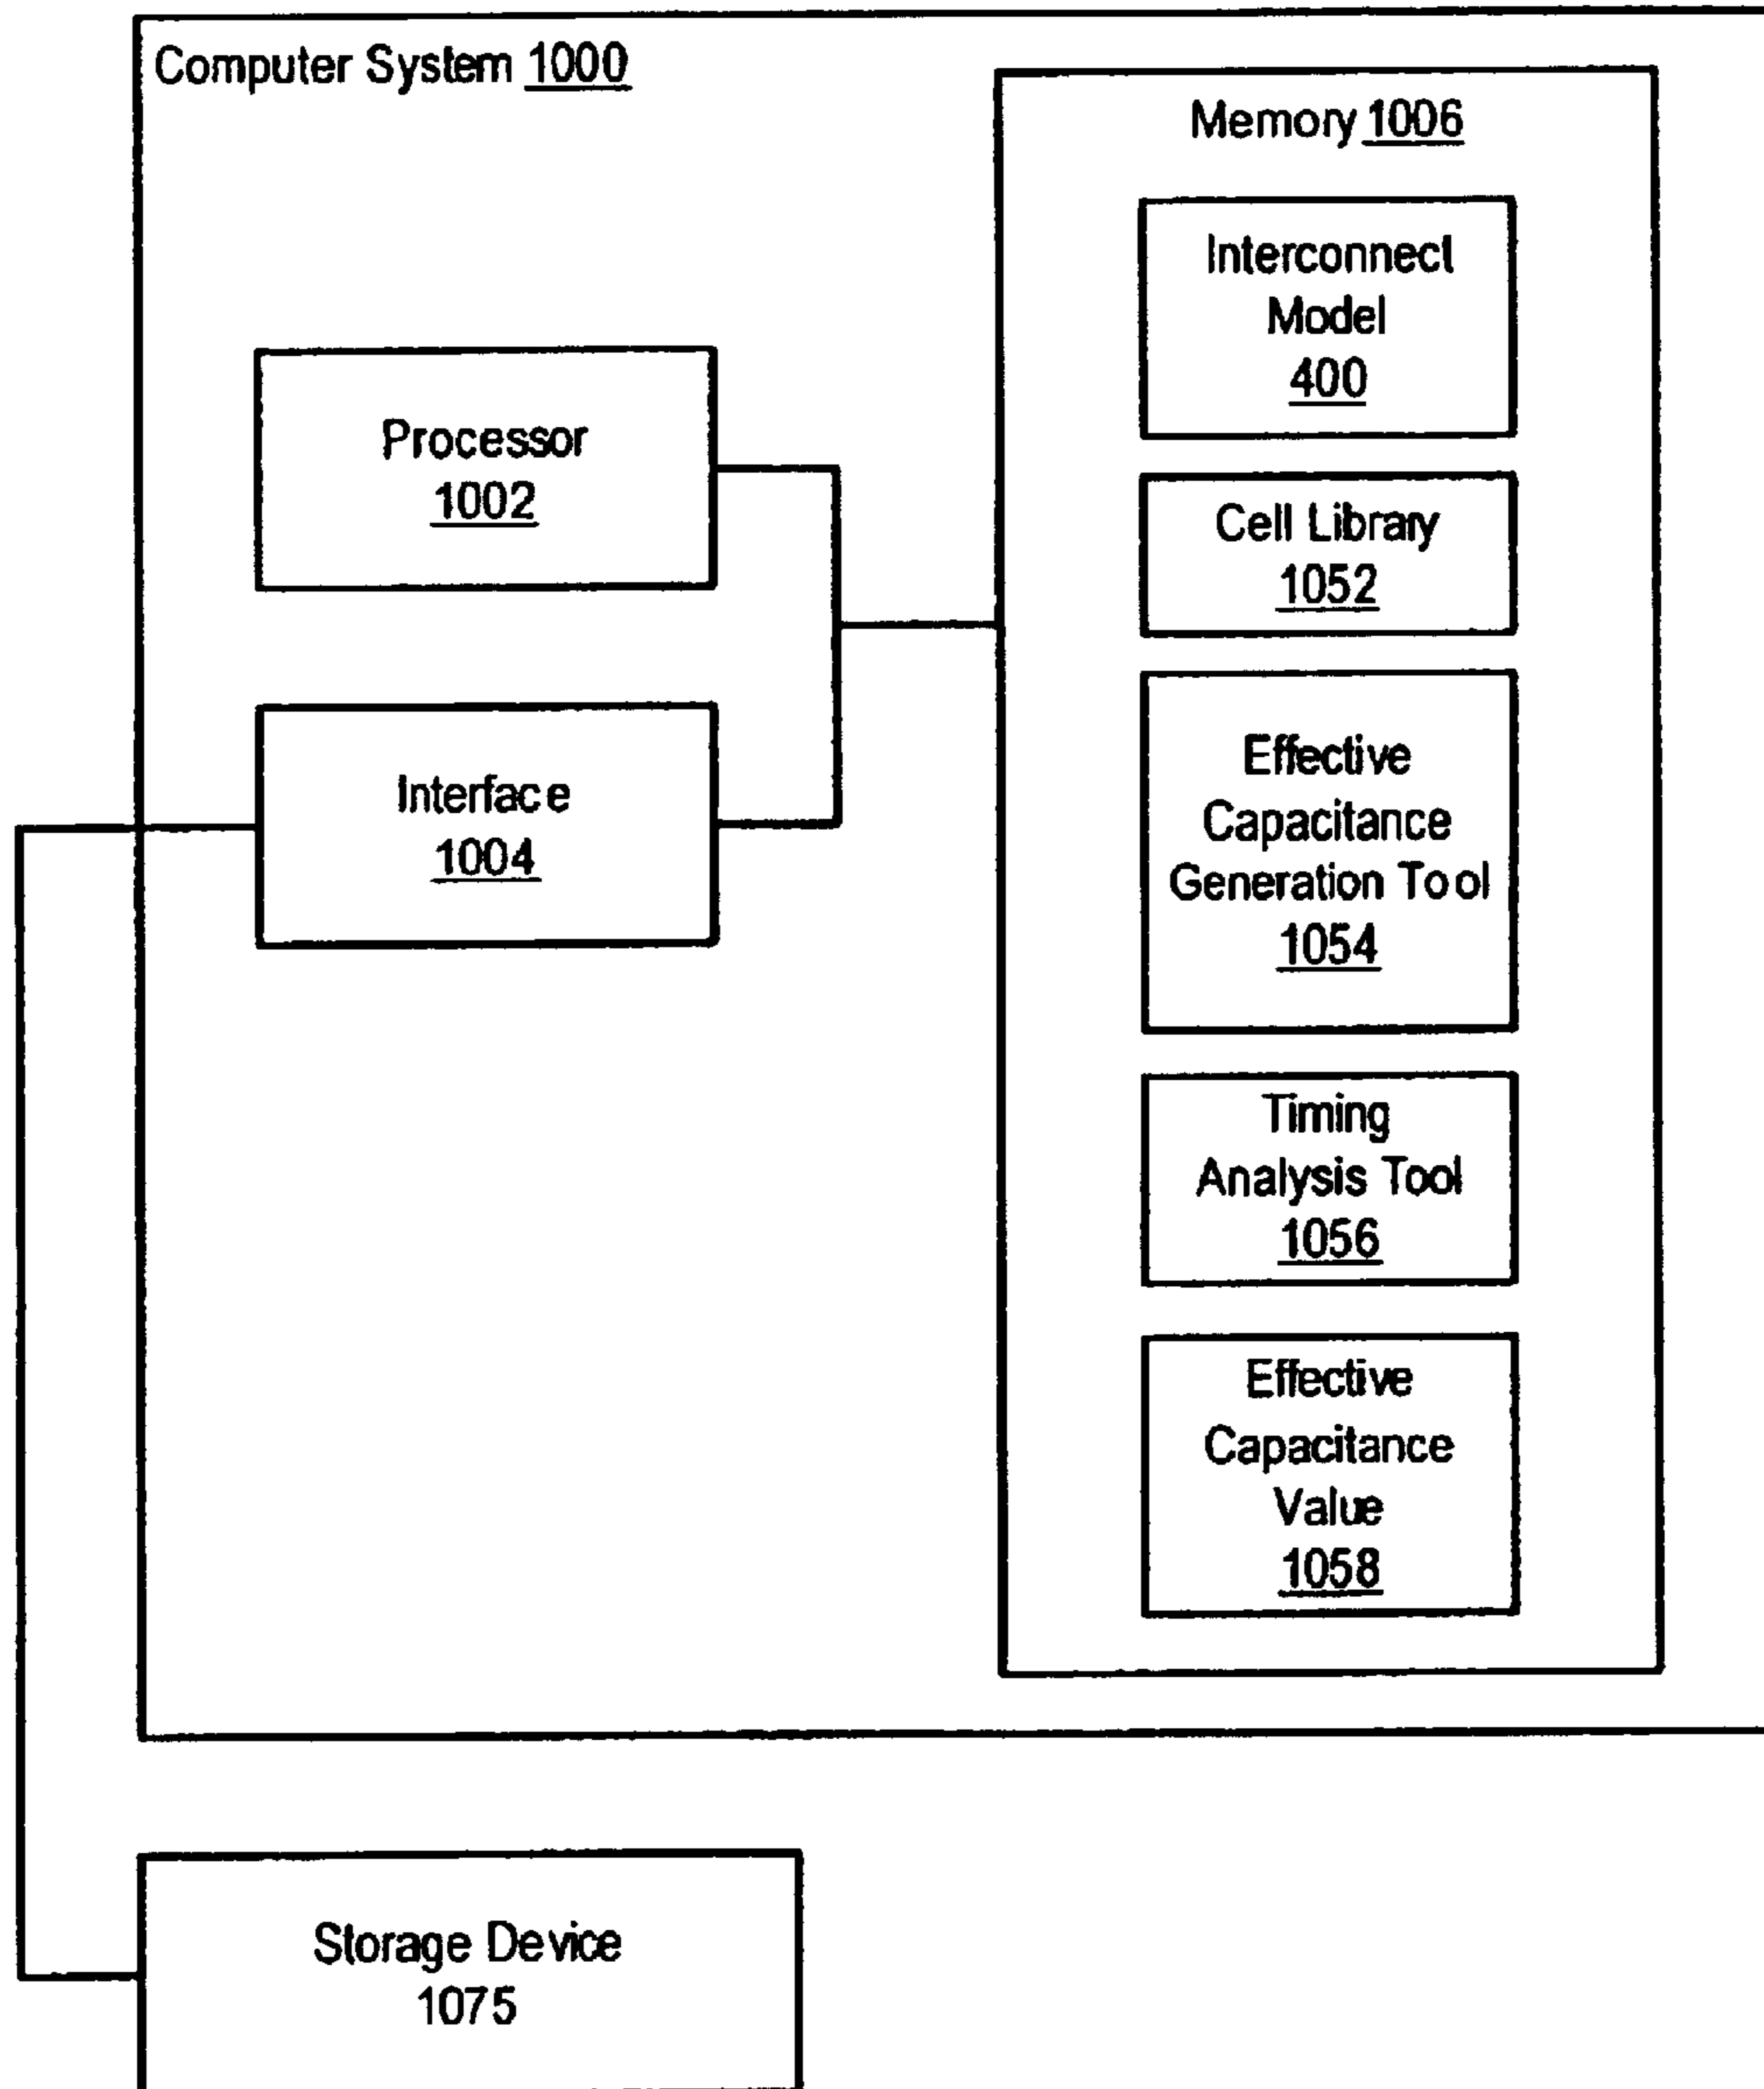 Computer System 1000
Memory 1006
Interconnect
Model
400
Processor
1002
Cell Library
1052
Interface
1004
Effective
Capacitance
Generation Tool
1054
Timing
Analysis Tool
1056
Effective
Capacitance
Value
1058
Storage Device
1075